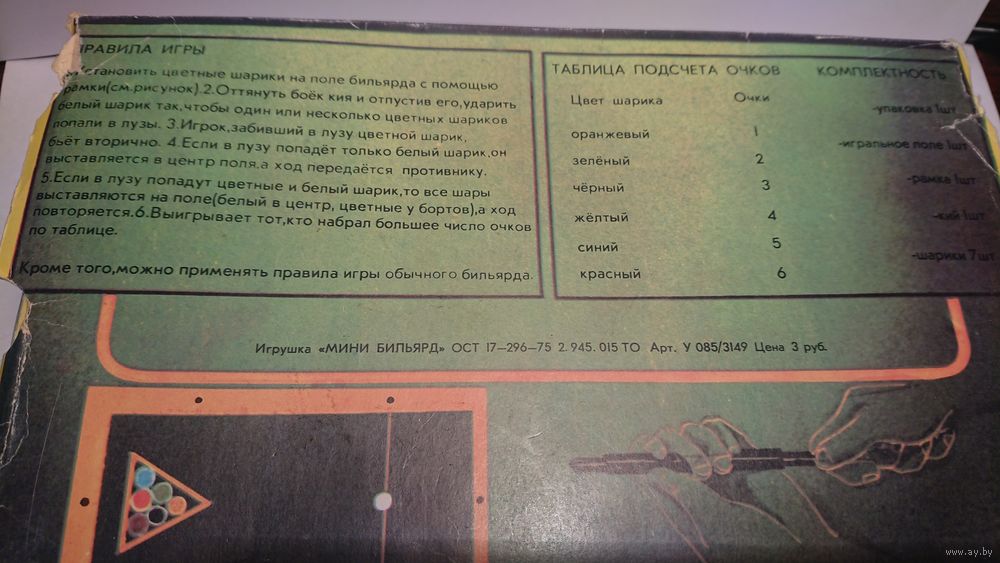 ПРАВИЛА ИГРЫ
становить цветные шарики на поле бильярда с помощью
рамки(см.рисунок).2.Оттянуть боёк кия и отпустив его,ударить
белый шарик так,чтобы один или несколько цветных шариков
попали в лузы. 3.Игрок,забивший в лузу цветной шарик,
бьёт вторично. 4.Если в лузу попадёт только белый шарик,он
выставляется в центр поля.а ход передаётся противнику.
5.Если в лузу попадут цветные и белый шарик,то все шары
выставляются на поле(белый в центр, цветные у бортов),а ход
повторяется.6.Выигрывает тот,кто набрал большее число очков
по таблице.
Кроме того,можно применять правила игры обычного бильярда.
ТАБЛИЦА ПОДСЧЕТА ОЧКОВ
Цвет шарика Очки
оранжевый 1
зелёный 2
чёрный 3
жёлтый 4
синий 5
красный 6
КОМПЛЕКТНОСТЬ
-упаковка 1шт
-игральное поле 1шт
-рамка 1шт
-кий 1шт
-шарики 7шт
Игрушка «МИНИ БИЛЬЯРД» ОСТ 17–296–75 2.945.015 ТО Арт. У 085/3149 Цена 3 руб.
www.ay.by